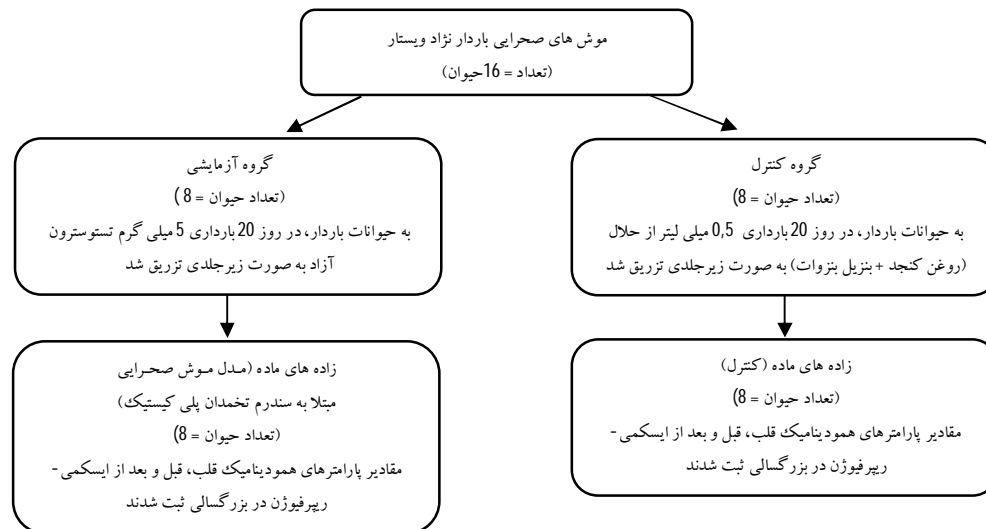 موش های صحرایی باردار نژاد ویستار
(تعداد = 16حیوان)
گروه کنترل
(تعداد حیوان = 8)
به حیوانات باردار، در روز 20 بارداری 0,5 میلی لیتر از حلال
(روغن کنجد + بنزیل بنزوات) به صورت زیرجلدی تزریق شد
گروه آزمایشی
(تعداد حیوان = 8 )
به حیوانات باردار، در روز 20 بارداری 5 میلی گرم تستوسترون
آزاد به صورت زیرجلدی تزریق شد
زاده های ماده (کنترل)
(تعداد حیوان = 8)
مقادیر پارامترهای همودینامیک قلب، قبل و بعد از ایسکمی -
ریپرفیوژن در بزرگسالی ثبت شدند
زاده های ماده (مـدل مـوش صحـرایی
مبتلا به سندرم تخمدان پلی کیستیک)
(تعداد حیوان = 8)
مقادیر پارامترهای همودینامیک قلب، قبل و بعد از ایسکمی -
ریپرفیوژن در بزرگسالی ثبت شدند